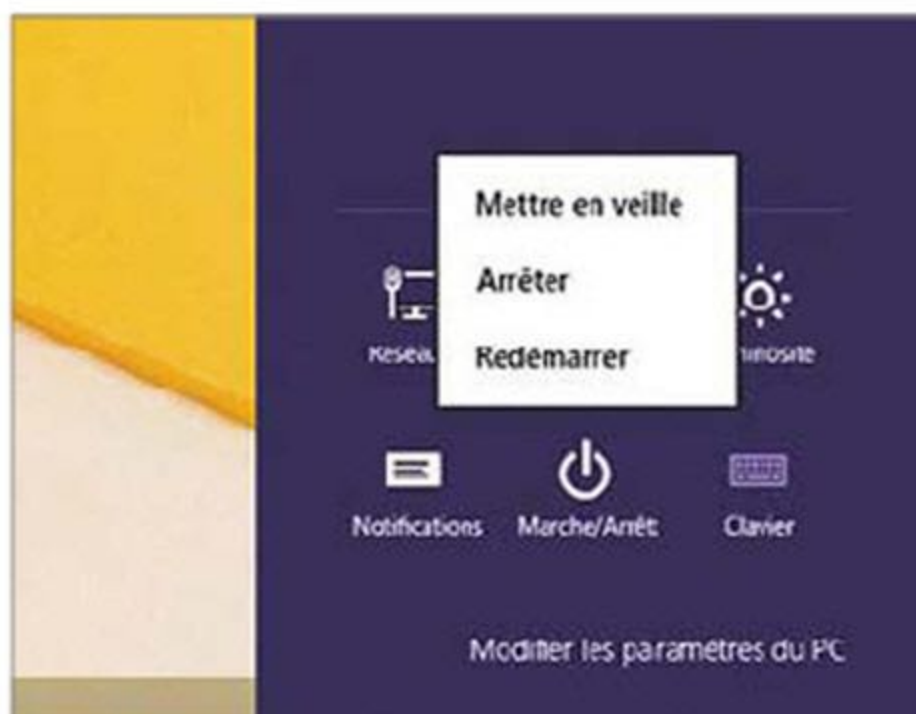 Mettre en veille
Arrêter
Redémarrer
Notifications
Marche/Arrêt
Clavier
Modifier les paramètres du PC